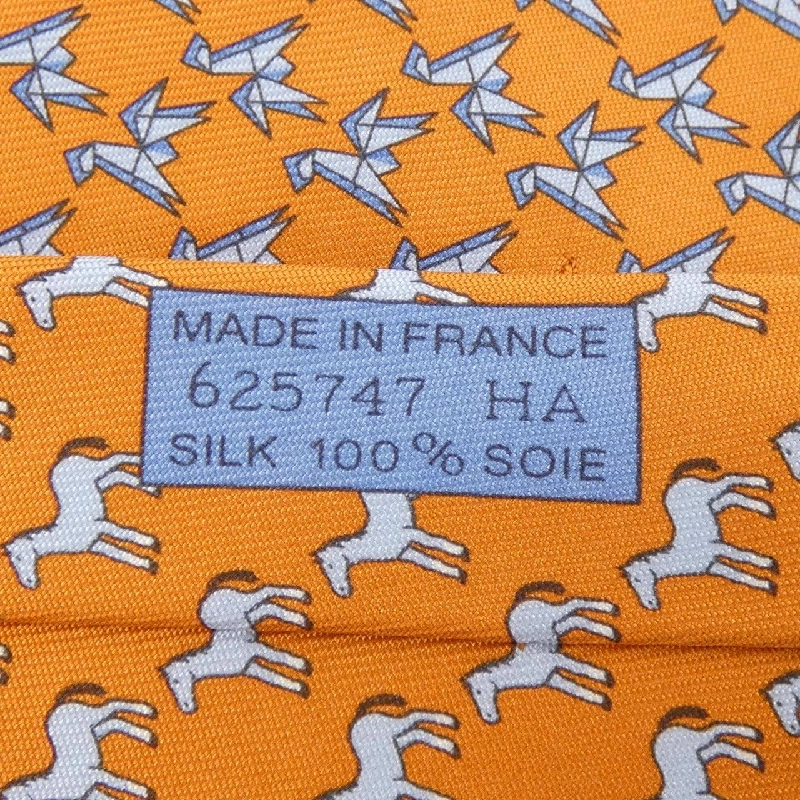 MADE IN FRANCE
625747 HA
SILK 100% SOIE